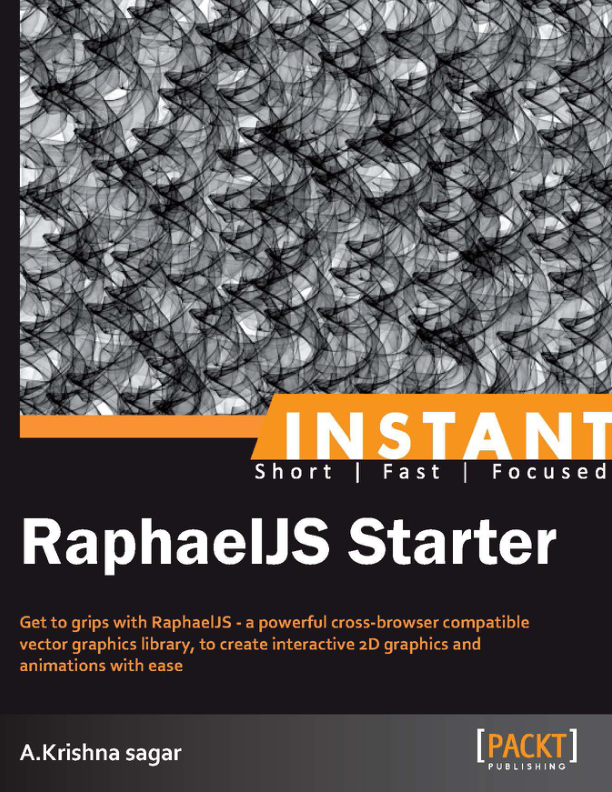 INSTANT
Short | Fast | Focused
RaphaelJS Starter
Get to grips with RaphaelJS - a powerful cross-browser compatible
vector graphics library, to create interactive 2D graphics and
animations with ease
A.Krishna sagar
[PACKT]
PUBLISHING